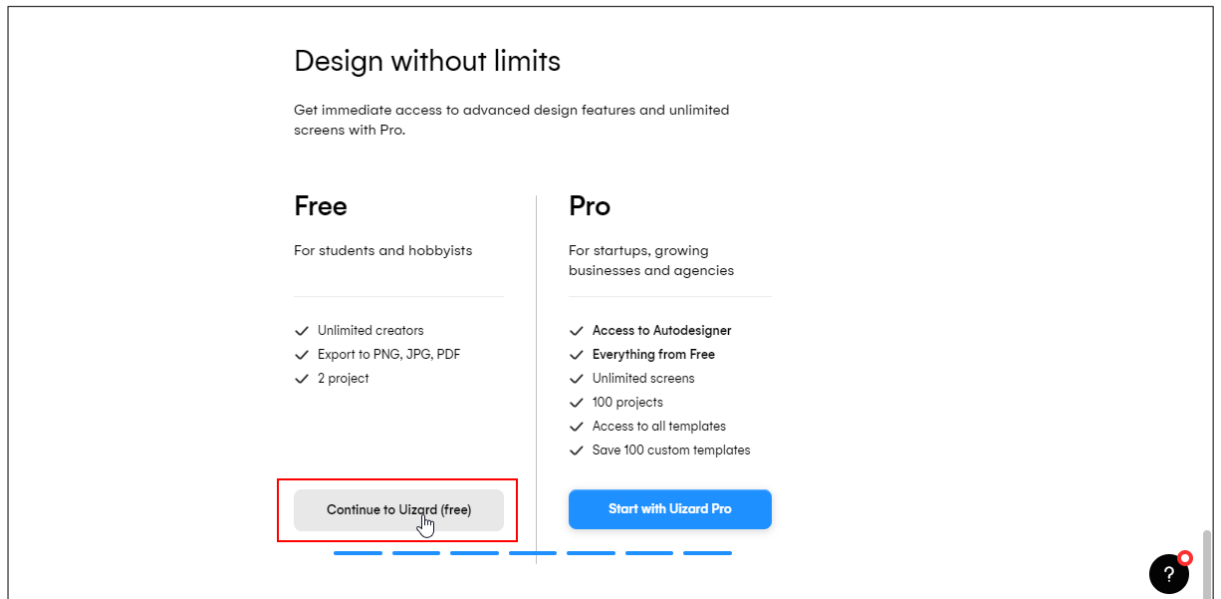 Design without limits
Get immediate access to advanced design features and unlimited
screens with Pro.
Free
For students and hobbyists
Unlimited creators
Export to PNG, JPG, PDF
2 project
Continue to Uizard (free)
Pro
For startups, growing
businesses and agencies
Access to Autodesigner
Everything from Free
Unlimited screens
100 projects
Access to all templates
Save 100 custom templates
Start with Uizard Pro
?